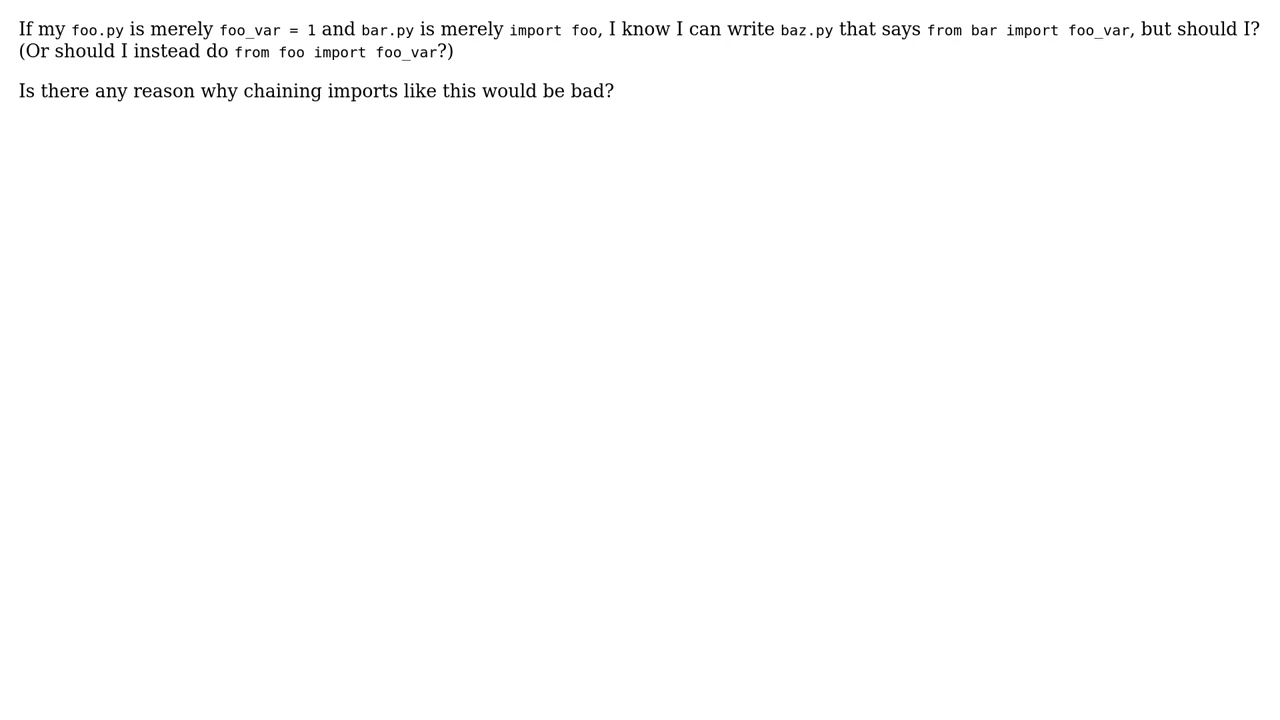 If my foo.py is merely foo_var = 1 and bar.py is merely import foo, I know I can write baz.py that says from bar import foo_var, but should I?
(Or should I instead do from foo import foo_var?)
Is there any reason why chaining imports like this would be bad?